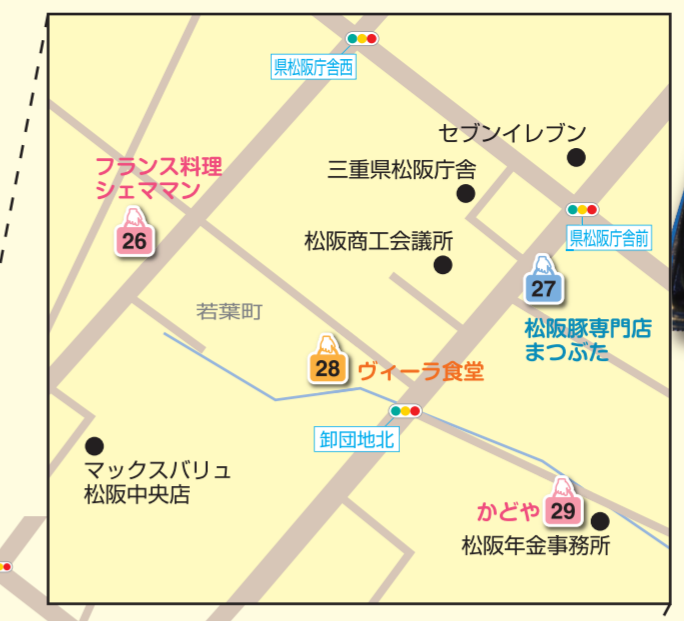 県松阪庁舎西
セブンイレブン
三重県松阪庁舎
フランス料理
シェママン
26
県松阪庁舎前
松阪商工会議所
27
若葉町
松阪豚専門店
まつぶた
28
ヴィーラ食堂
卸団地北
マックスバリュ
松阪中央店
かどや
29
松阪年金事務所